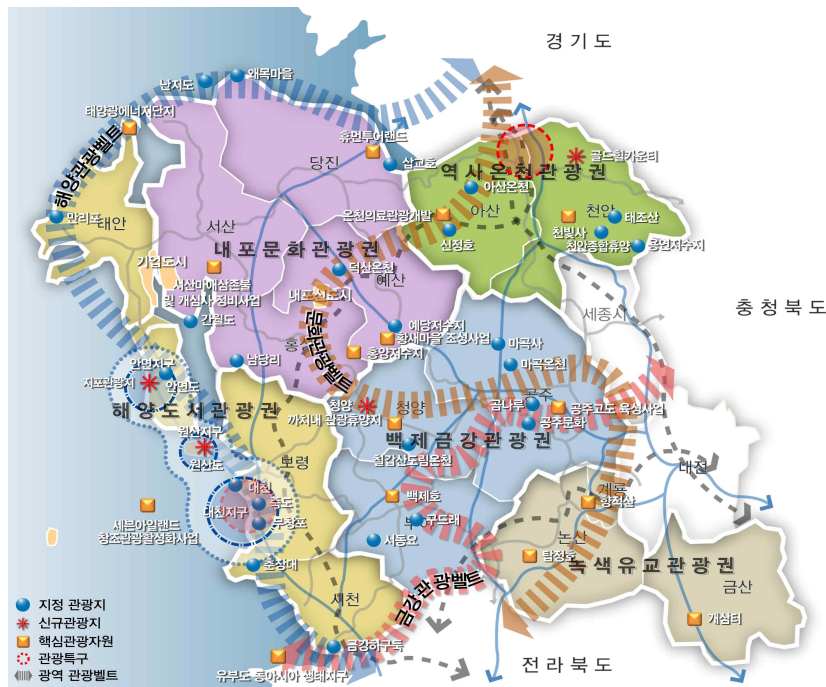 경기도
왜목마을
난지도
태양광에너지단지
해양관광벨트
휴먼투어랜드
당진
삽교호
골드힐카운티
역사온천관광권
아산온천
만리포
태안
온천의료관광개발
아산
천안
태조산
서산
신정호
천빛사
천안종합휴양
용연저수지
내포문화관광권
기업도시
덕산온천
예산
서산마애삼존불
및 개심사 정비사업
세종시
충청북도
간월도
문화관광벨트
예당저수지
황새마을 조성사업
마곡사
홍양저수지
안면지구
남당리
마곡온천
지포관광지
안면도
해양도서관광권
청양
까치내 관광휴양지
청양
공주
곰나루
공주고도 육성사업
공주문화
원산지구
백제금강관광권
원산도
보령
칠갑산도림온천
대전
대천
백제호
계룡
향적산
죽도
대천지구
세븐아일랜드
창조관광활성화사업
무창포
구드래
서동요
논산
탑정호
녹색유교관광권
춘장대
금강관광벨트
금산
지정 관광지
서천
신규관광지
개삼터
핵심관광자원
관광특구
금강하구둑
전라북도
광역 관광벨트
유부도 동아시아 생태지구